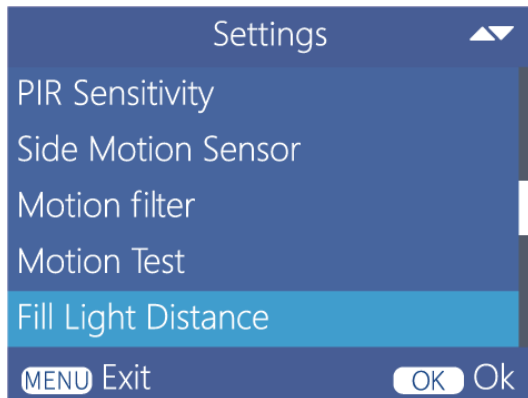 Settings
PIR Sensitivity
Side Motion Sensor
Motion filter
Motion Test
Fill Light Distance
MENU Exit OK Ok